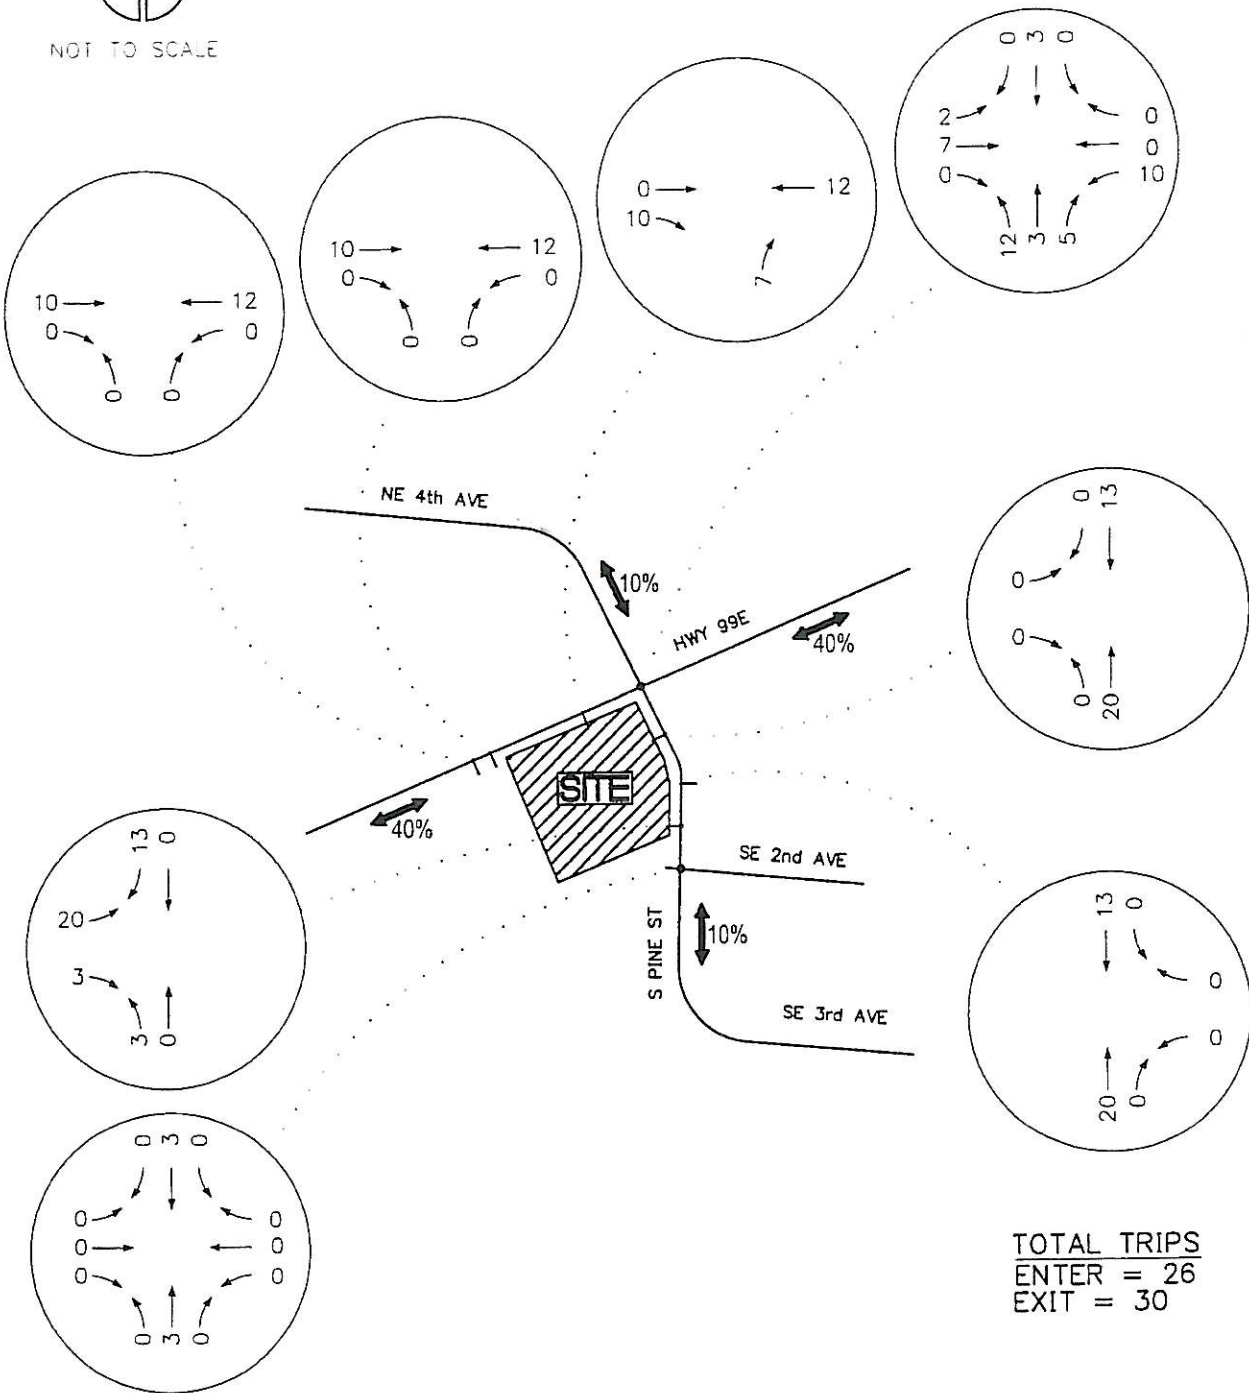 NOT TO SCALE
0 3 0
2 0
7 0
0 10
12 3 5
0 12
10
7
10 12
0 0
0 0
10 12
0 0
0 0
NE 4th AVE
10%
HWY 99E
40%
0 13
0
0
0 20
SITE
40%
SE 2nd AVE
S PINE ST
10%
SE 3rd AVE
13 0
20
3
3 0
13 0
0
0
20 0
0 3 0
0 0
0 0
0 0
0 3 0
TOTAL TRIPS
ENTER = 26
EXIT = 30